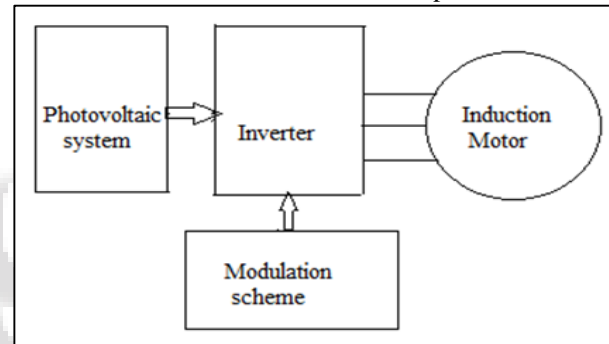 Photovoltaic
system
Inverter
Induction
Motor
Modulation
scheme